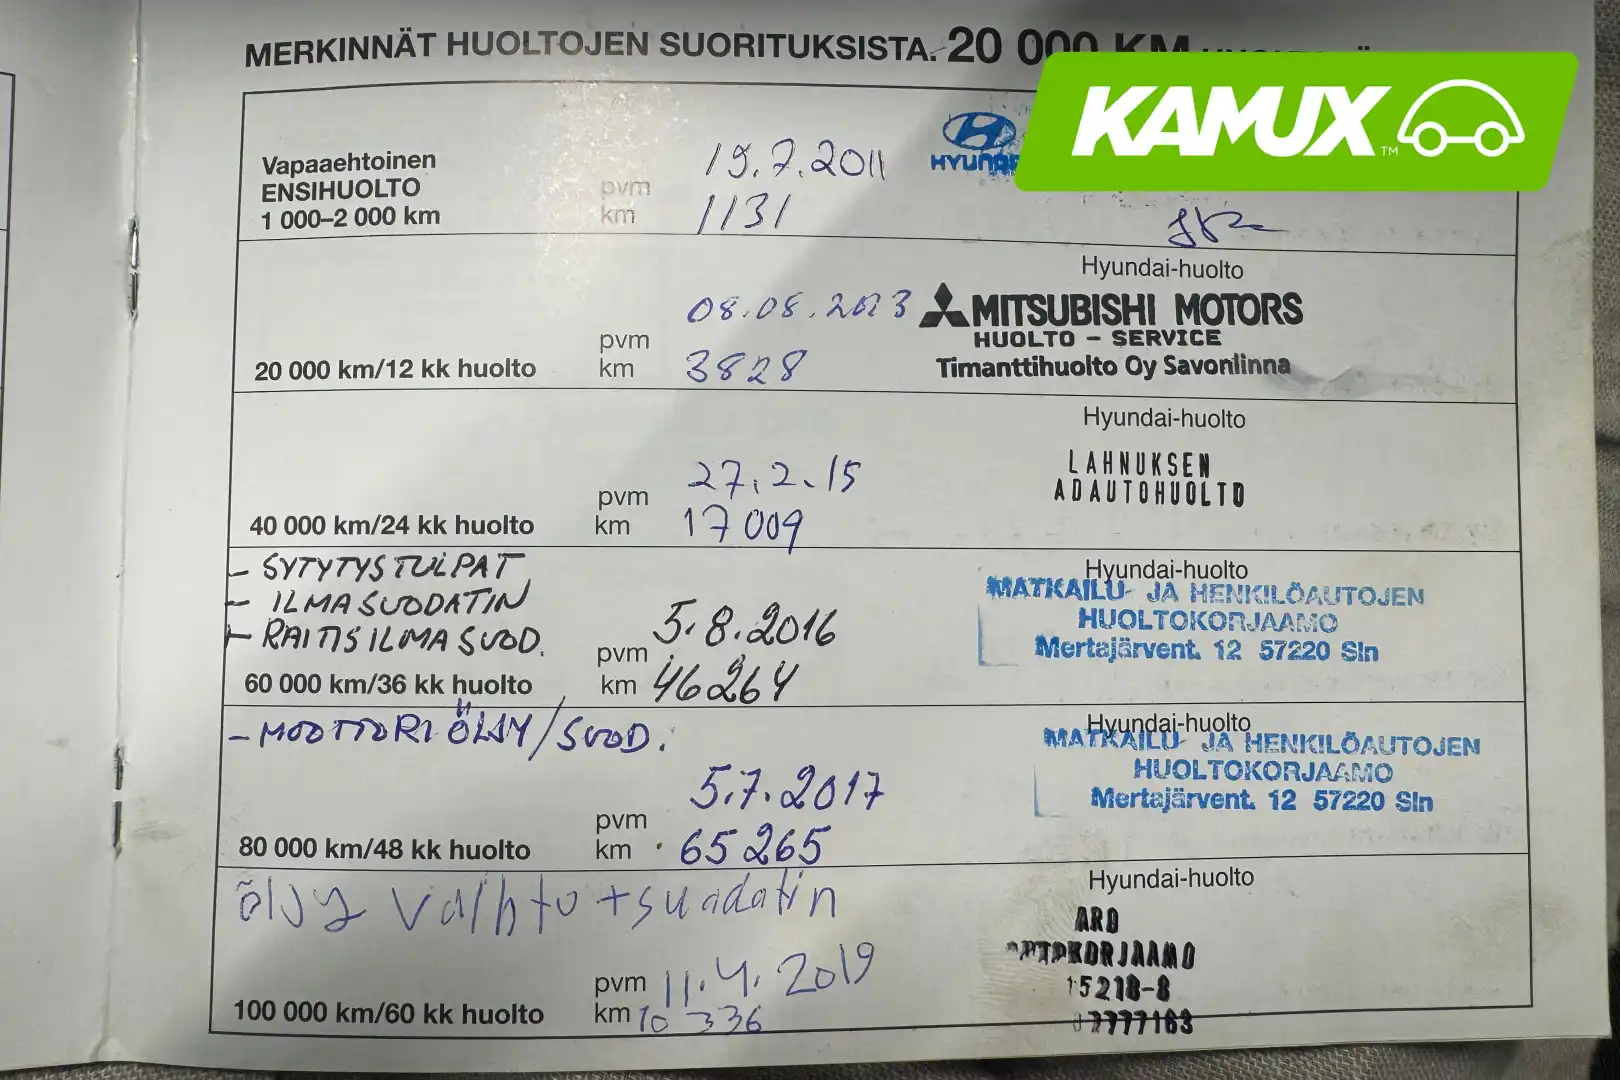 MERKINNÄT HUOLTOJEN SUORITUKSISTA. 20 000 KM
KAMUX™
Vapaaehtoinen
ENSIHUOLTO
1 000–2 000 km
pvm 19.7.2011
km 1131
HYUNDAI
Hyundai-huolto
20 000 km/12 kk huolto
pvm 08.08.2013
km 3828
MITSUBISHI MOTORS
HUOLTO - SERVICE
Timanttihuolto Oy Savonlinna
Hyundai-huolto
40 000 km/24 kk huolto
pvm 27.2.15
km 17 009
LAHNUKSEN
ADAUTOHUOLTO
Hyundai-huolto
- SYTYTYSTULPAT
- ILMASUODATIN
- RAITISILMASUOD.
60 000 km/36 kk huolto
pvm 5.8.2016
km 46264
MATKAILU- JA HENKILÖAUTOJEN
HUOLTOKORJAAMO
Mertajärvent. 12 57220 Sln
Hyundai-huolto
- MOOTTORIÖLJY/SUOD.
80 000 km/48 kk huolto
pvm 5.7.2017
km 65265
MATKAILU- JA HENKILÖAUTOJEN
HUOLTOKORJAAMO
Mertajärvent. 12 57220 Sln
Hyundai-huolto
öljy vaihto + suodatin
100 000 km/60 kk huolto
pvm 11.4.2019
km 10 336
ARO
15218-8